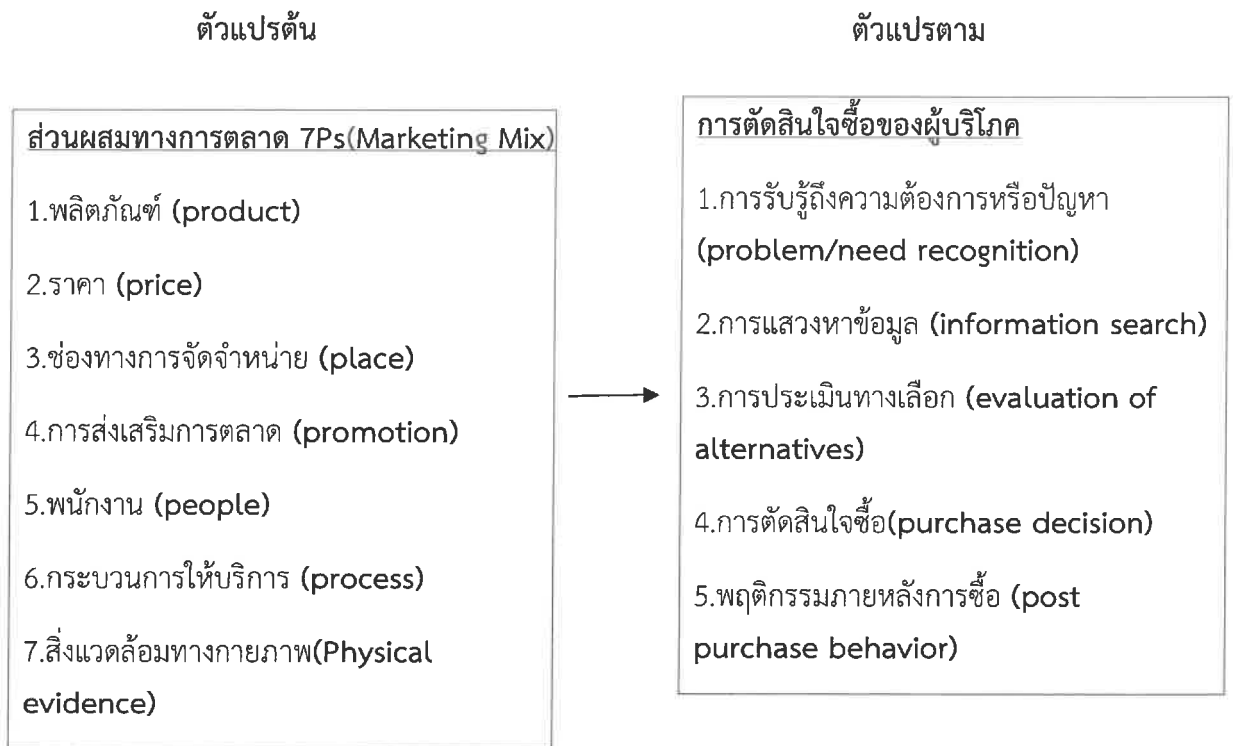 ตัวแปรต้น
ตัวแปรตาม
ส่วนผสมทางการตลาด 7Ps(Marketing Mix)
1.พลิตภัณฑ์ (product)
2.ราคา (price)
3.ช่องทางการจัดจำหน่าย (place)
4.การส่งเสริมการตลาด (promotion)
5.พนักงาน (people)
6.กระบวนการให้บริการ (process)
7.สิ่งแวดล้อมทางกายภาพ(Physical
evidence)
การตัดสินใจซื้อของผู้บริโภค
1.การรับรู้ถึงความต้องการหรือปัญหา
(problem/need recognition)
2.การแสวงหาข้อมูล (information search)
3.การประเมินทางเลือก (evaluation of
alternatives)
4.การตัดสินใจซื้อ(purchase decision)
5.พฤติกรรมภายหลังการซื้อ (post
purchase behavior)